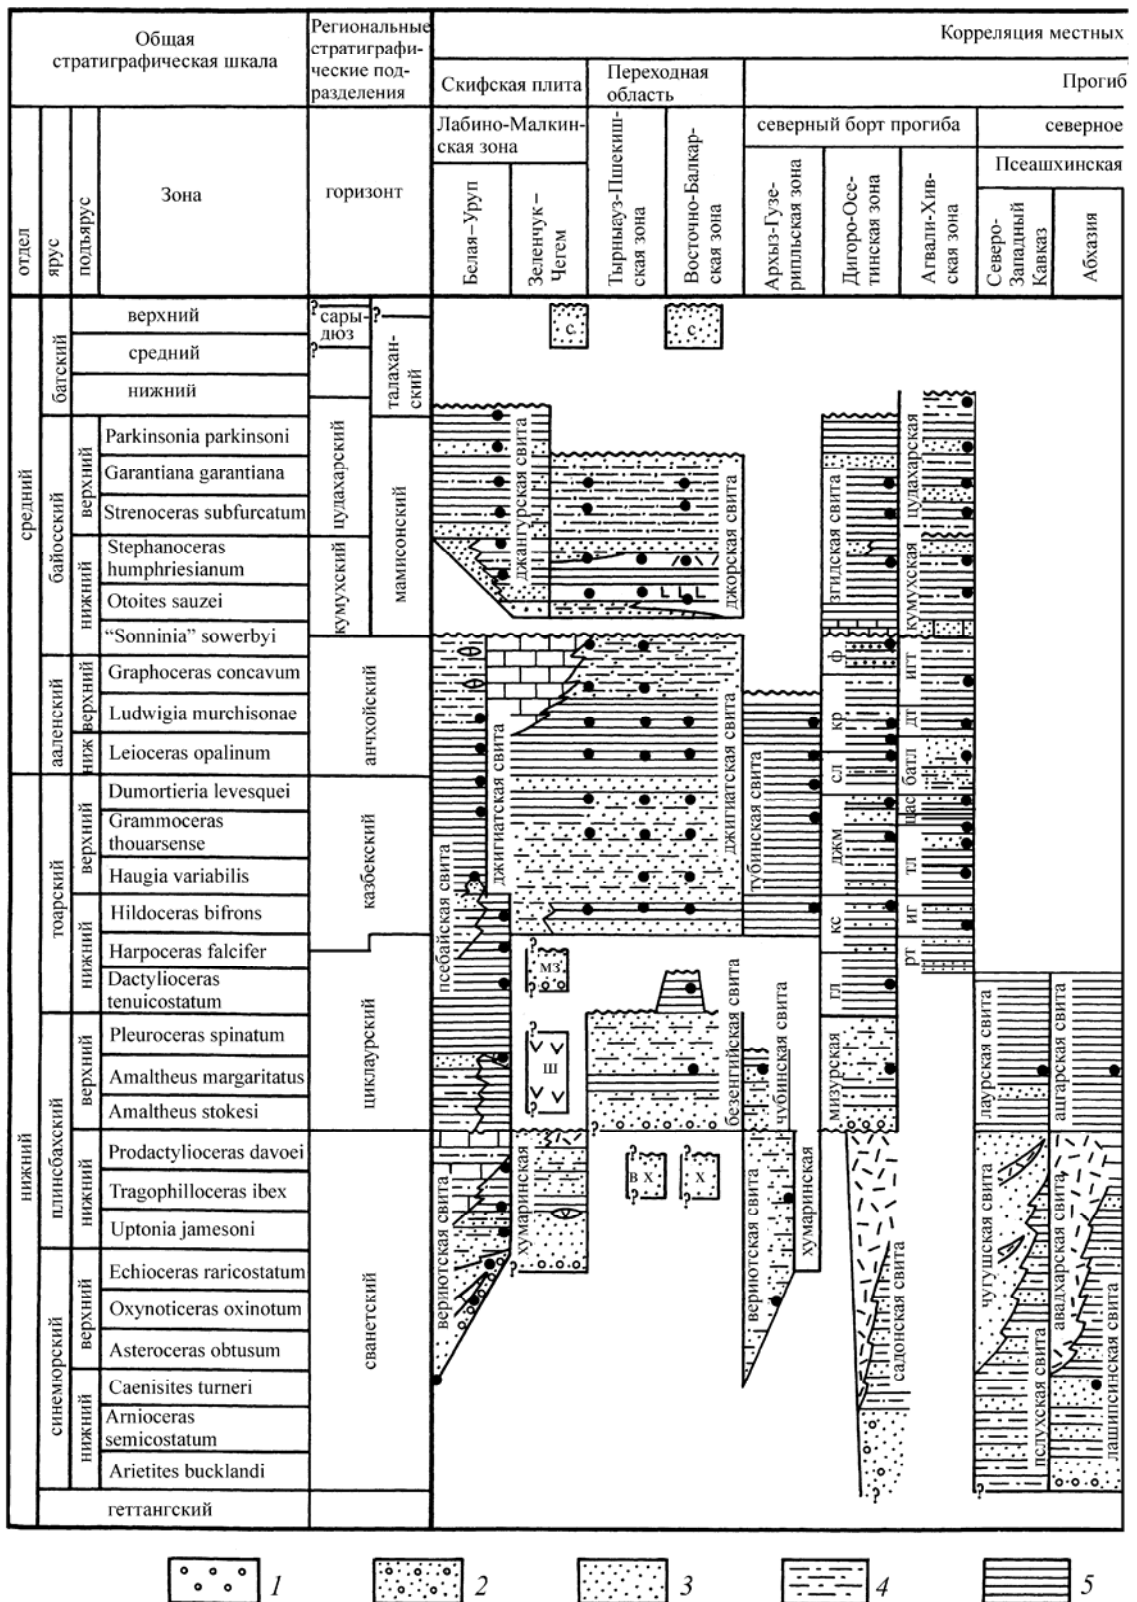 Общая
стратиграфическая шкала
Региональные
стратиграфи-
ческие под-
разделения
Корреляция местных
Скифская плита
Переходная
область
Прогиб
Лабино-Малкин-
ская зона
северный борт прогиба
северное
Псеашхинская
отдел
ярус
подъярус
Зона
горизонт
Белая–Уруп
Зеленчук–
Чегем
Тырныауз-Пшекиш-
ская зона
Восточно-Балкар-
ская зона
Архыз-Гузе-
рипльская зона
Дигоро-Осе-
тинская зона
Агвали-Хив-
ская зона
Северо-
Западный
Кавказ
Абхазия
средний
нижний
батский
верхний
средний
нижний
байосский
верхний
Parkinsonia parkinsoni
Garantiana garantiana
Strenoceras subfurcatum
нижний
Stephanoceras
humphriesianum
Otoites sauzei
“Sonninia” sowerbyi
ааленский
верхний
Graphoceras concavum
Ludwigia murchisonae
ниж
Leioceras opalinum
тоарский
верхний
Dumortieria levesquei
Grammoceras
thouarsense
Haugia variabilis
нижний
Hildoceras bifrons
Harpoceras falcifer
Dactylioceras
tenuicostatum
плинсбахский
верхний
Pleuroceras spinatum
Amaltheus margaritatus
Amaltheus stokesi
нижний
Prodactylioceras davoei
Tragophilloceras ibex
Uptonia jamesoni
синемюрский
верхний
Echioceras raricostatum
Oxynoticeras oxinotum
Asteroceras obtusum
нижний
Caenisites turneri
Arnioceras
semicostatum
Arietites bucklandi
геттангский
? сары-
дюз
?
?
талахан-
ский
цудахарский
кумухский
мамисонский
анчхойский
казбекский
циклаурский
сванетский
с
с
джангурская свита
джорская свита
згидская свита
цудахарская
кумухская
псебайская свита
джигиатская свита
джигиатская свита
тубинская свита
ф
кр
сл
джм
кс
гл
игт
дт
батл
цас
тл
иг
рт
?
мз
?
?
ш
?
?
безенгийская свита
чубинская свита
мизурская
лаурская свита
ацгарская свита
вериютская свита
хумаринская
?
?
в х
?
?
х
?
вериютская свита
хумаринская
садонская свита
?
чугушская свита
пслухская свита
?
авадхарская свита
лашипсинская свита
?
1
2
3
4
5